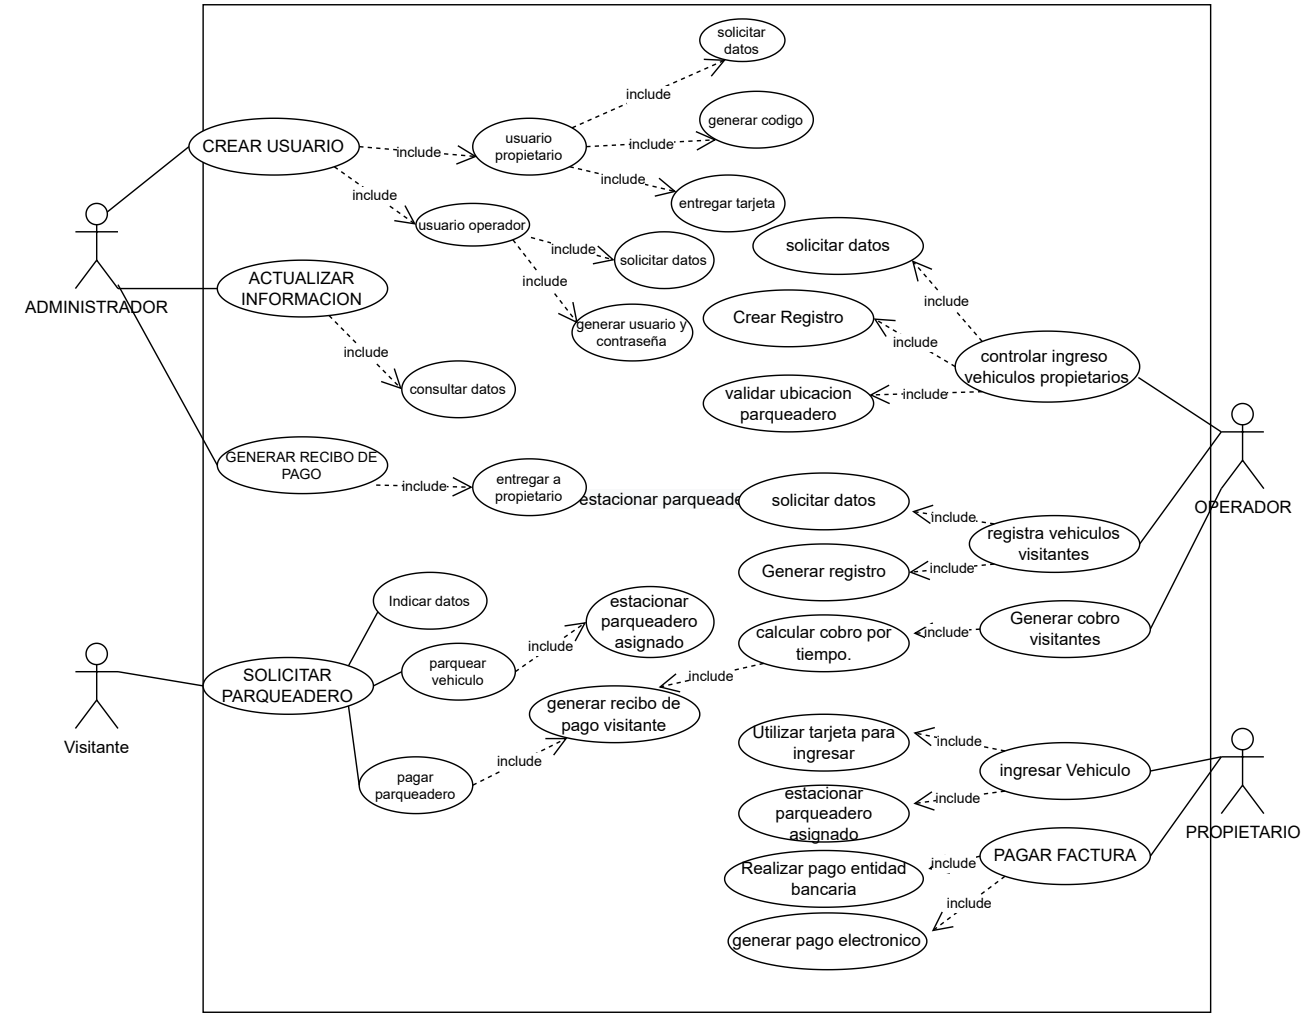 solicitar
datos
include
generar codigo
CREAR USUARIO
include
usuario
propietario
include
include
entregar tarjeta
include
usuario operador
include
solicitar datos
solicitar datos
include
generar usuario y
contraseña
ADMINISTRADOR
ACTUALIZAR
INFORMACION
include
consultar datos
include
Crear Registro
include
controlar ingreso
vehiculos propietarios
validar ubicacion
parqueadero
include
OPERADOR
GENERAR RECIBO DE
PAGO
include
entregar a
propietario
estacionar parqueade
solicitar datos
include
registra vehiculos
visitantes
Generar registro
include
Indicar datos
estacionar
parqueadero
asignado
calcular cobro por
tiempo.
include
Generar cobro
visitantes
include
parquear
vehiculo
include
SOLICITAR
PARQUEADERO
Visitante
generar recibo de
pago visitante
include
pagar
parqueadero
Utilizar tarjeta para
ingresar
include
ingresar Vehiculo
estacionar
parqueadero
asignado
include
PROPIETARIO
Realizar pago entidad
bancaria
include
PAGAR FACTURA
include
generar pago electronico